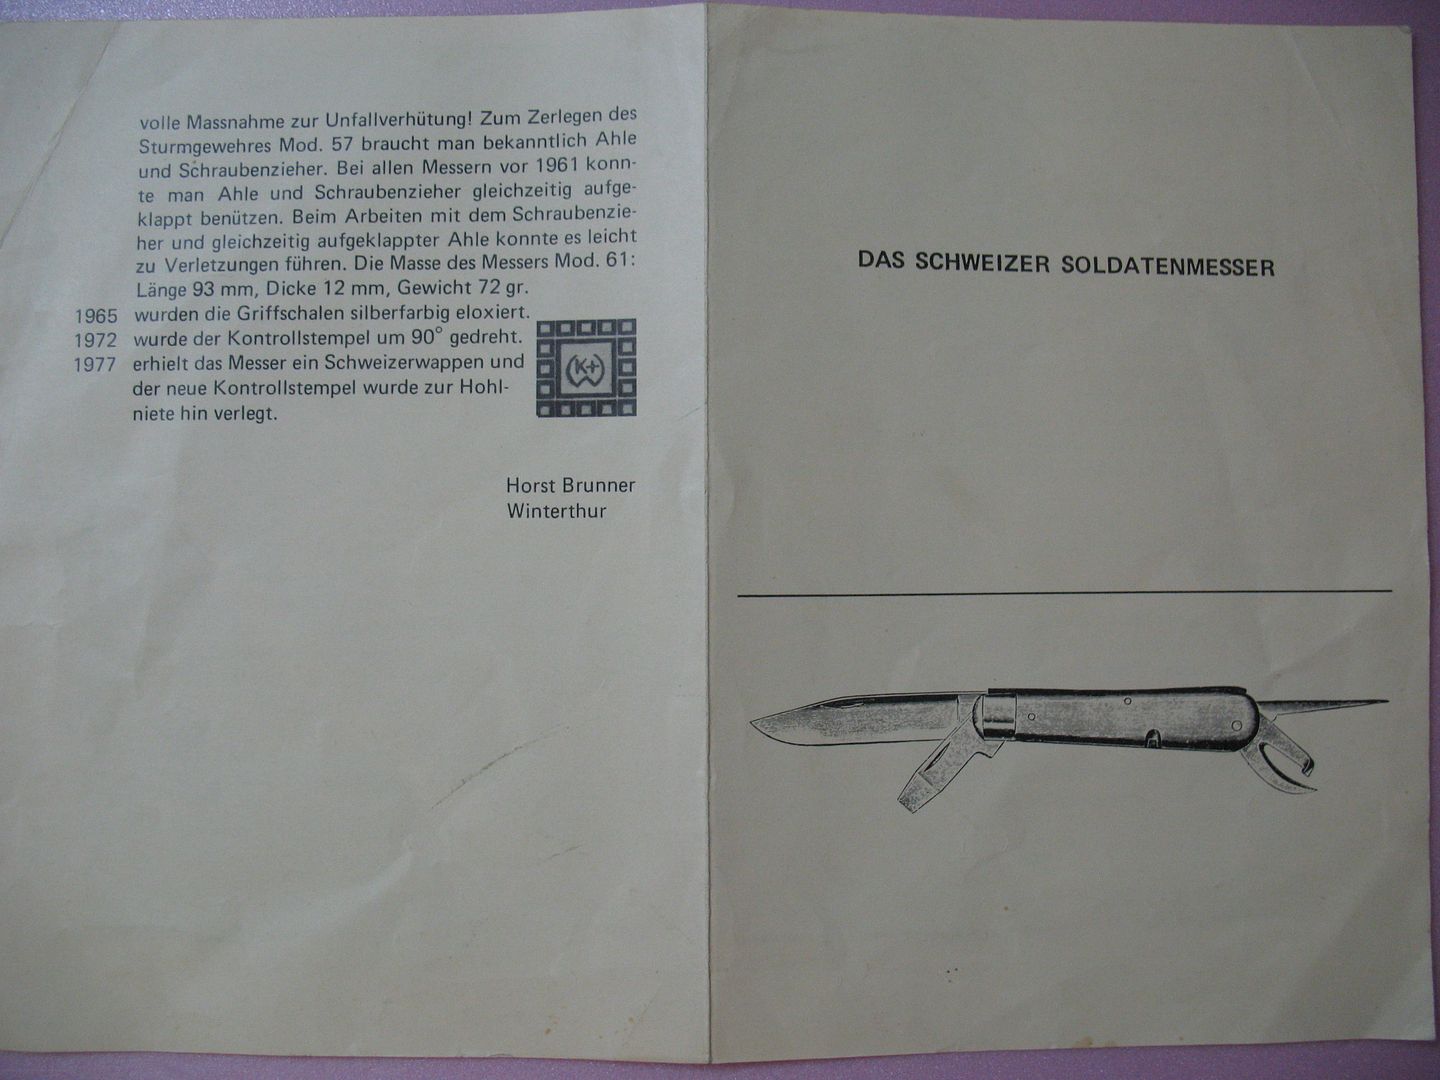 volle Massnahme zur Unfallverhütung! Zum Zerlegen des
Sturmgewehres Mod. 57 braucht man bekanntlich Ahle
und Schraubenzieher. Bei allen Messern vor 1961 konn-
te man Ahle und Schraubenzieher gleichzeitig aufge-
klappt benützen. Beim Arbeiten mit dem Schraubenzie-
her und gleichzeitig aufgeklappter Ahle konnte es leicht
zu Verletzungen führen. Die Masse des Messers Mod. 61:
Länge 93 mm, Dicke 12 mm, Gewicht 72 gr.
1965 wurden die Griffschalen silberfarbig eloxiert.
1972 wurde der Kontrollstempel um 90° gedreht.
1977 erhielt das Messer ein Schweizerwappen und
der neue Kontrollstempel wurde zur Hohl-
niete hin verlegt.
K+W
Horst Brunner
Winterthur
DAS SCHWEIZER SOLDATENMESSER